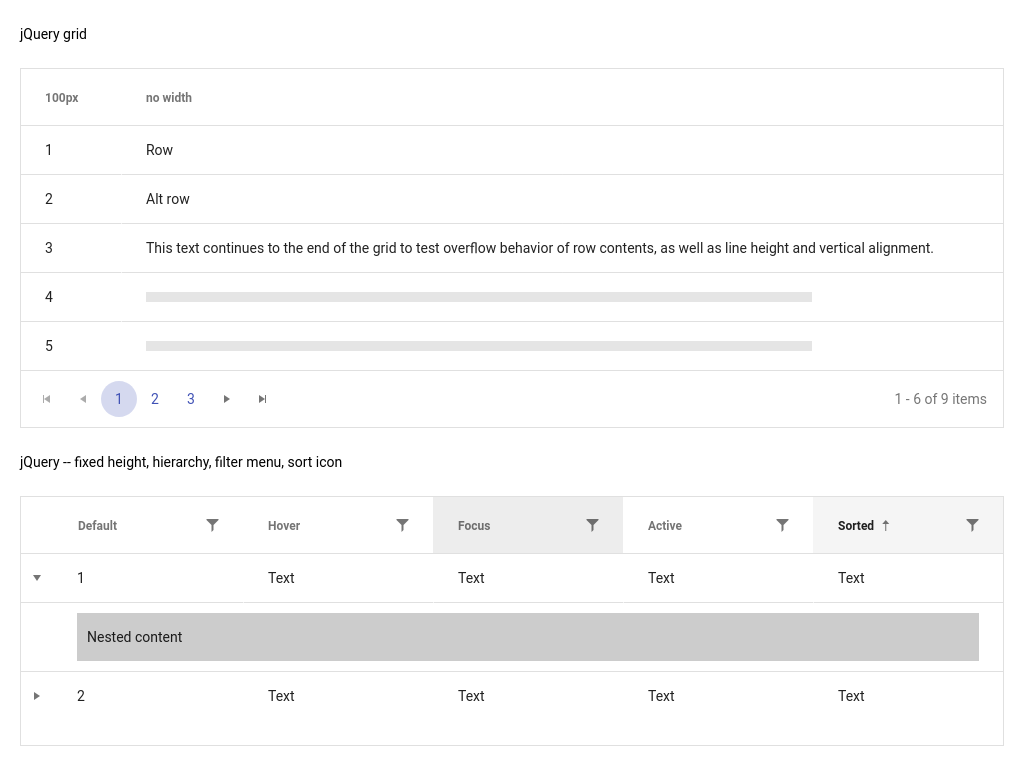 jQuery grid
100px no width
1 Row
2 Alt row
3 This text continues to the end of the grid to test overflow behavior of row contents, as well as line height and vertical alignment.
4
5
1 2 3 1 - 6 of 9 items
jQuery -- fixed height, hierarchy, filter menu, sort icon
Default Hover Focus Active Sorted
1 Text Text Text Text
Nested content
2 Text Text Text Text